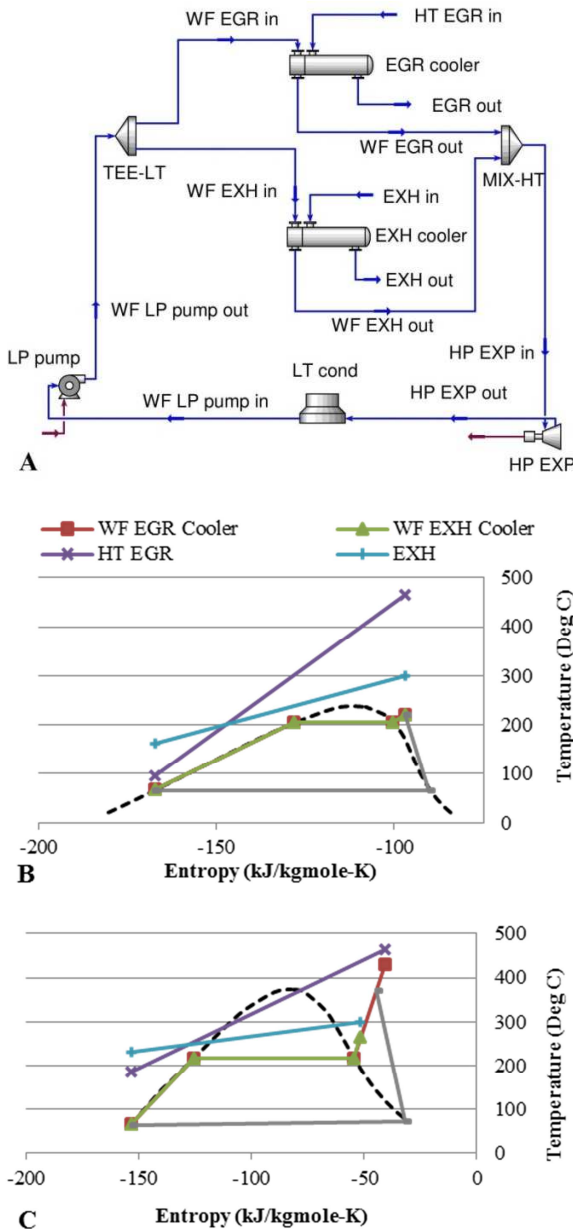 WF EGR in
HT EGR in
EGR cooler
EGR out
TEE-LT
WF EGR out
MIX-HT
WF EXH in
EXH in
EXH cooler
EXH out
WF LP pump out
WF EXH out
LP pump
LT cond
HP EXP in
WF LP pump in
HP EXP out
A
HP EXP
WF EGR Cooler
WF EXH Cooler
HT EGR
EXH
500
400
300
200
100
0
-200
-150
-100
Temperature (Deg C)
Entropy (kJ/kgmole-K)
B
500
400
300
200
100
0
-200
-150
-100
-50
0
Temperature (Deg C)
Entropy (kJ/kgmole-K)
C